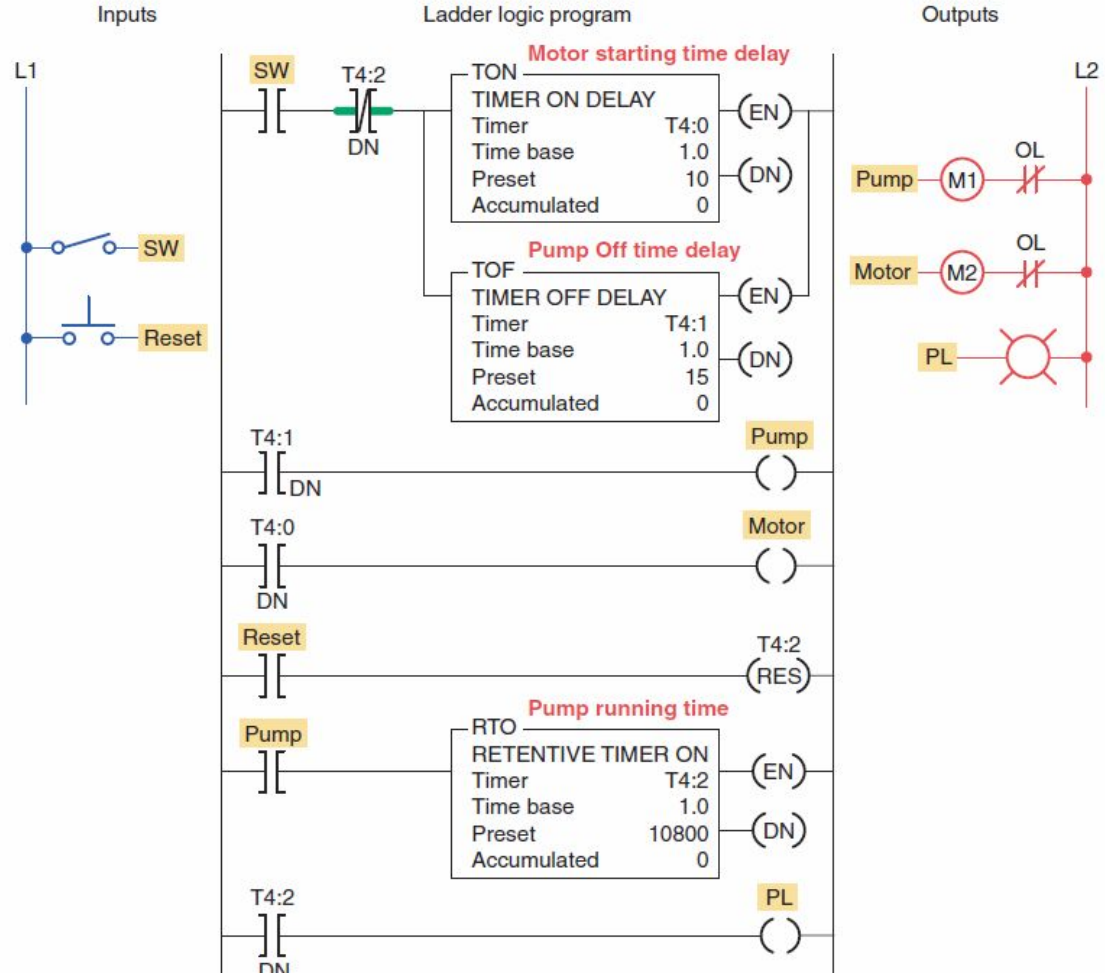 Inputs
Ladder logic program
Outputs
L1
SW
Reset
SW
T4:2
DN
Motor starting time delay
TON
TIMER ON DELAY
Timer T4:0
Time base 1.0
Preset 10
Accumulated 0
EN
DN
Pump Off time delay
TOF
TIMER OFF DELAY
Timer T4:1
Time base 1.0
Preset 15
Accumulated 0
EN
DN
T4:1
DN
Pump
T4:0
DN
Motor
Reset
T4:2
RES
Pump running time
Pump
RTO
RETENTIVE TIMER ON
Timer T4:2
Time base 1.0
Preset 10800
Accumulated 0
EN
DN
T4:2
DN
PL
L2
Pump M1 OL
Motor M2 OL
PL